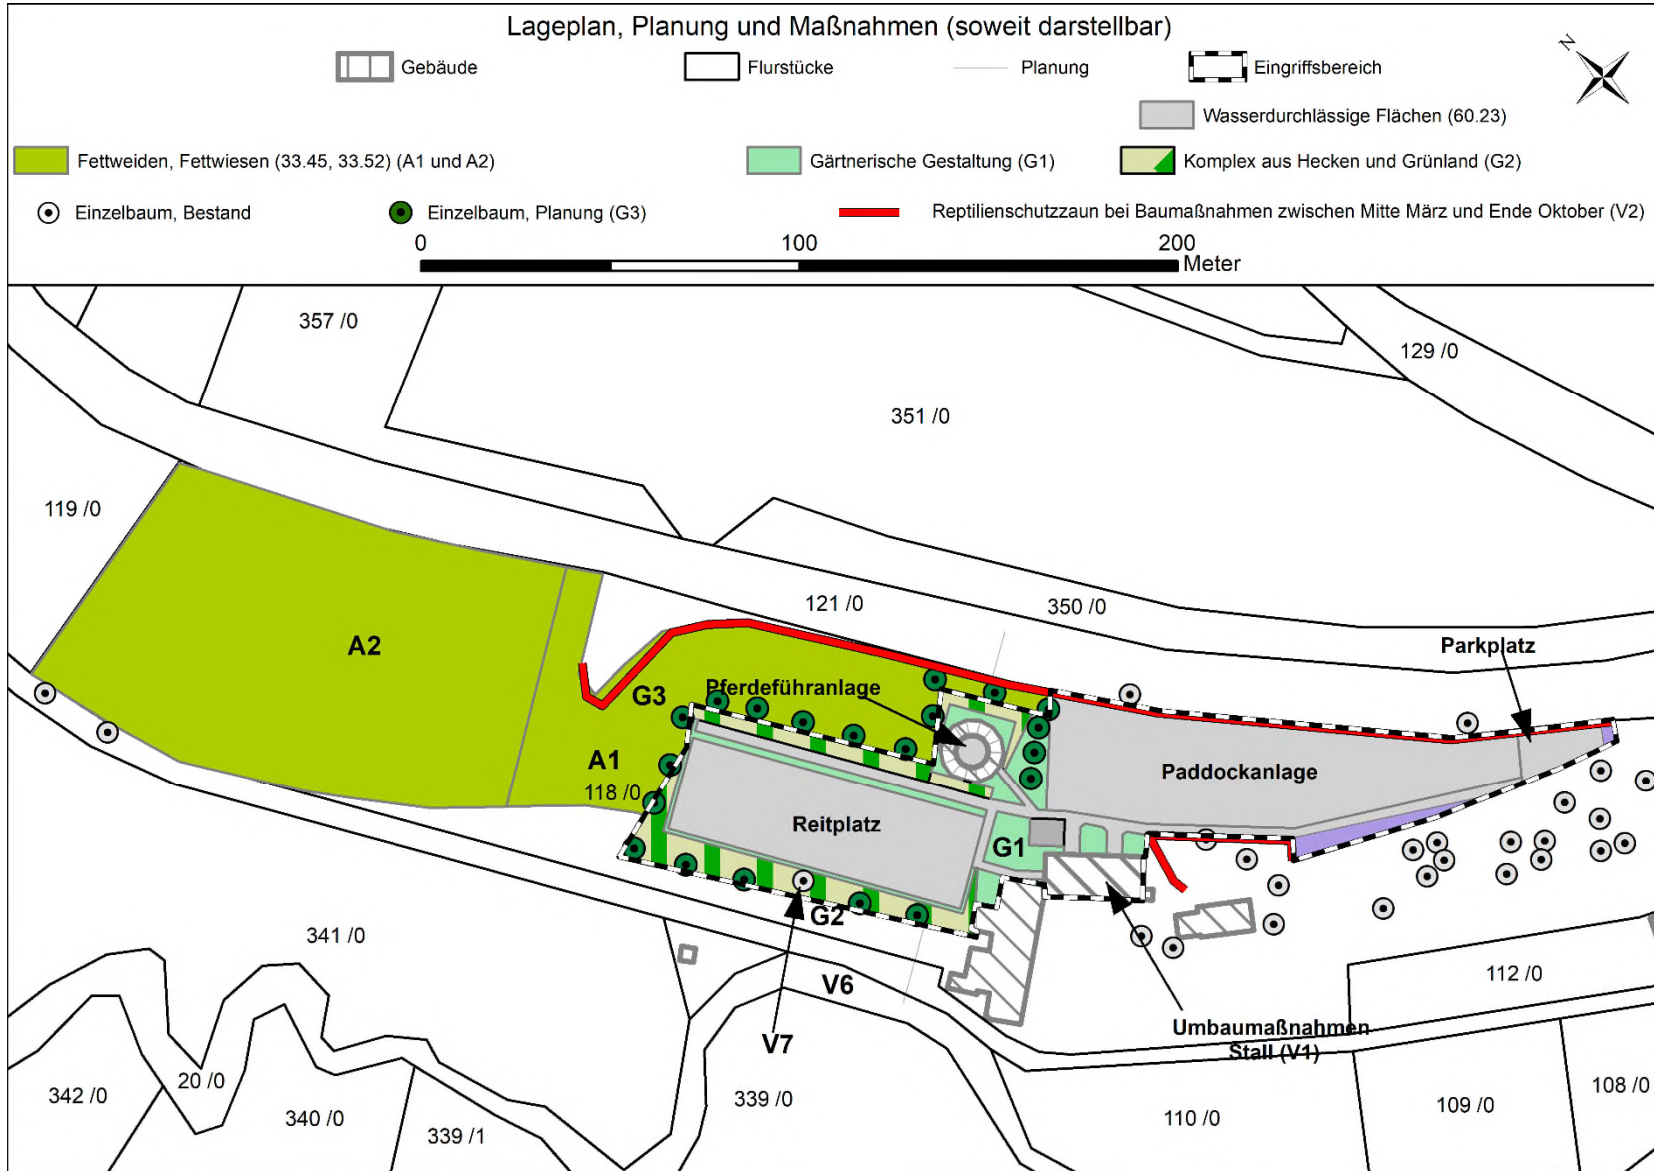 Lageplan, Planung und Maßnahmen (soweit darstellbar)
N
Gebäude
Flurstücke
Planung
Eingriffsbereich
Wasserdurchlässige Flächen (60.23)
Fettweiden, Fettwiesen (33.45, 33.52) (A1 und A2)
Gärtnerische Gestaltung (G1)
Komplex aus Hecken und Grünland (G2)
Einzelbaum, Bestand
Einzelbaum, Planung (G3)
Reptilienschutzzaun bei Baumaßnahmen zwischen Mitte März und Ende Oktober (V2)
0
100
200
Meter
357 /0
129 /0
351 /0
119 /0
121 /0
350 /0
A2
Parkplatz
G3
Pferdeführanlage
A1
Paddockanlage
118 /0
Reitplatz
G1
G2
341 /0
112 /0
V6
Umbaumaßnahmen
Stall (V1)
V7
20 /0
342 /0
340 /0
339 /1
339 /0
110 /0
109 /0
108 /0